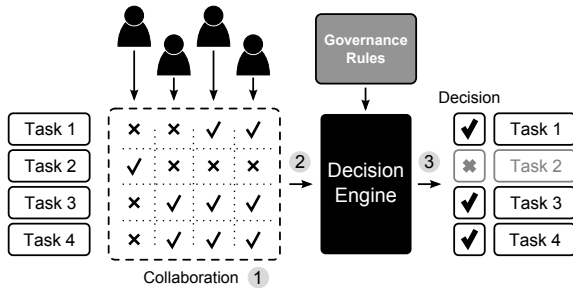 Governance
Rules
Decision
Task 1
Task 2
Task 3
Task 4
2
Decision
Engine
3
Task 1
Task 2
Task 3
Task 4
Collaboration 1